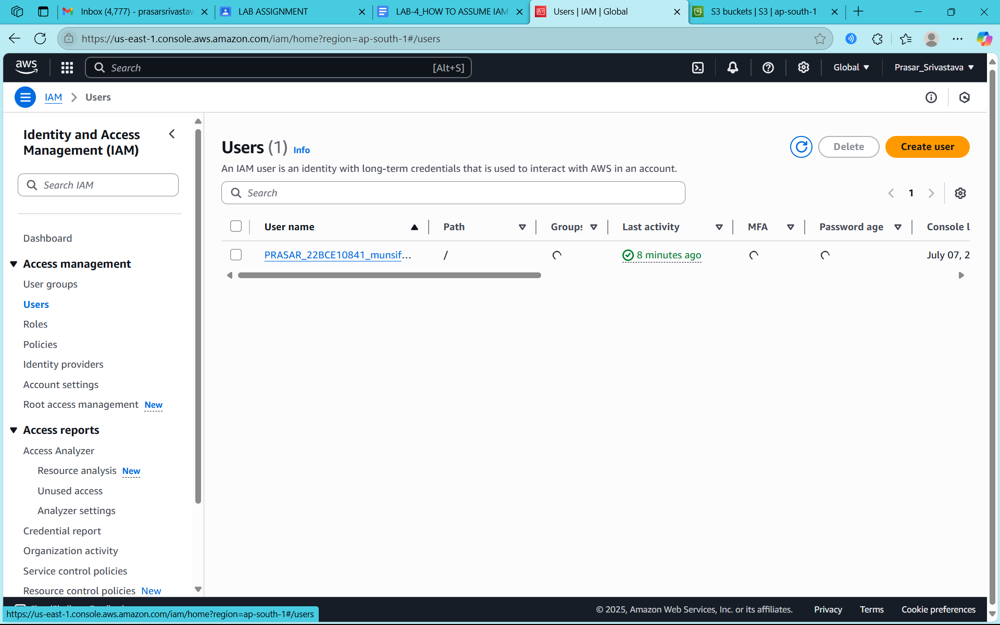 Inbox (4,777) - prasarsrivastav
LAB ASSIGNMENT
LAB-4_HOW TO ASSUME IAM
Users | IAM | Global
S3 buckets | S3 | ap-south-1
https://us-east-1.console.aws.amazon.com/iam/home?region=ap-south-1#/users
aws
Search
[Alt+S]
Global
Prasar_Srivastava
IAM
Users
Identity and Access
Management (IAM)
Search IAM
Dashboard
Access management
User groups
Users
Roles
Policies
Identity providers
Account settings
Root access management New
Access reports
Access Analyzer
Resource analysis New
Unused access
Analyzer settings
Credential report
Organization activity
Service control policies
Resource control policies New
Users (1) Info
Delete
Create user
An IAM user is an identity with long-term credentials that is used to interact with AWS in an account.
Search
1
User name
Path
Groups
Last activity
MFA
Password age
Console l
PRASAR_22BCE10841_munsif...
/
8 minutes ago
July 07, 2
https://us-east-1.console.aws.amazon.com/iam/home?region=ap-south-1#/users
© 2025, Amazon Web Services, Inc. or its affiliates.
Privacy
Terms
Cookie preferences